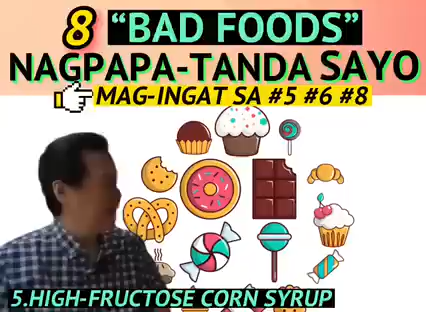 8 “BAD FOODS”
NAGPAPA-TANDA SAYO
MAG-INGAT SA #5 #6 #8
5.HIGH-FRUCTOSE CORN SYRUP